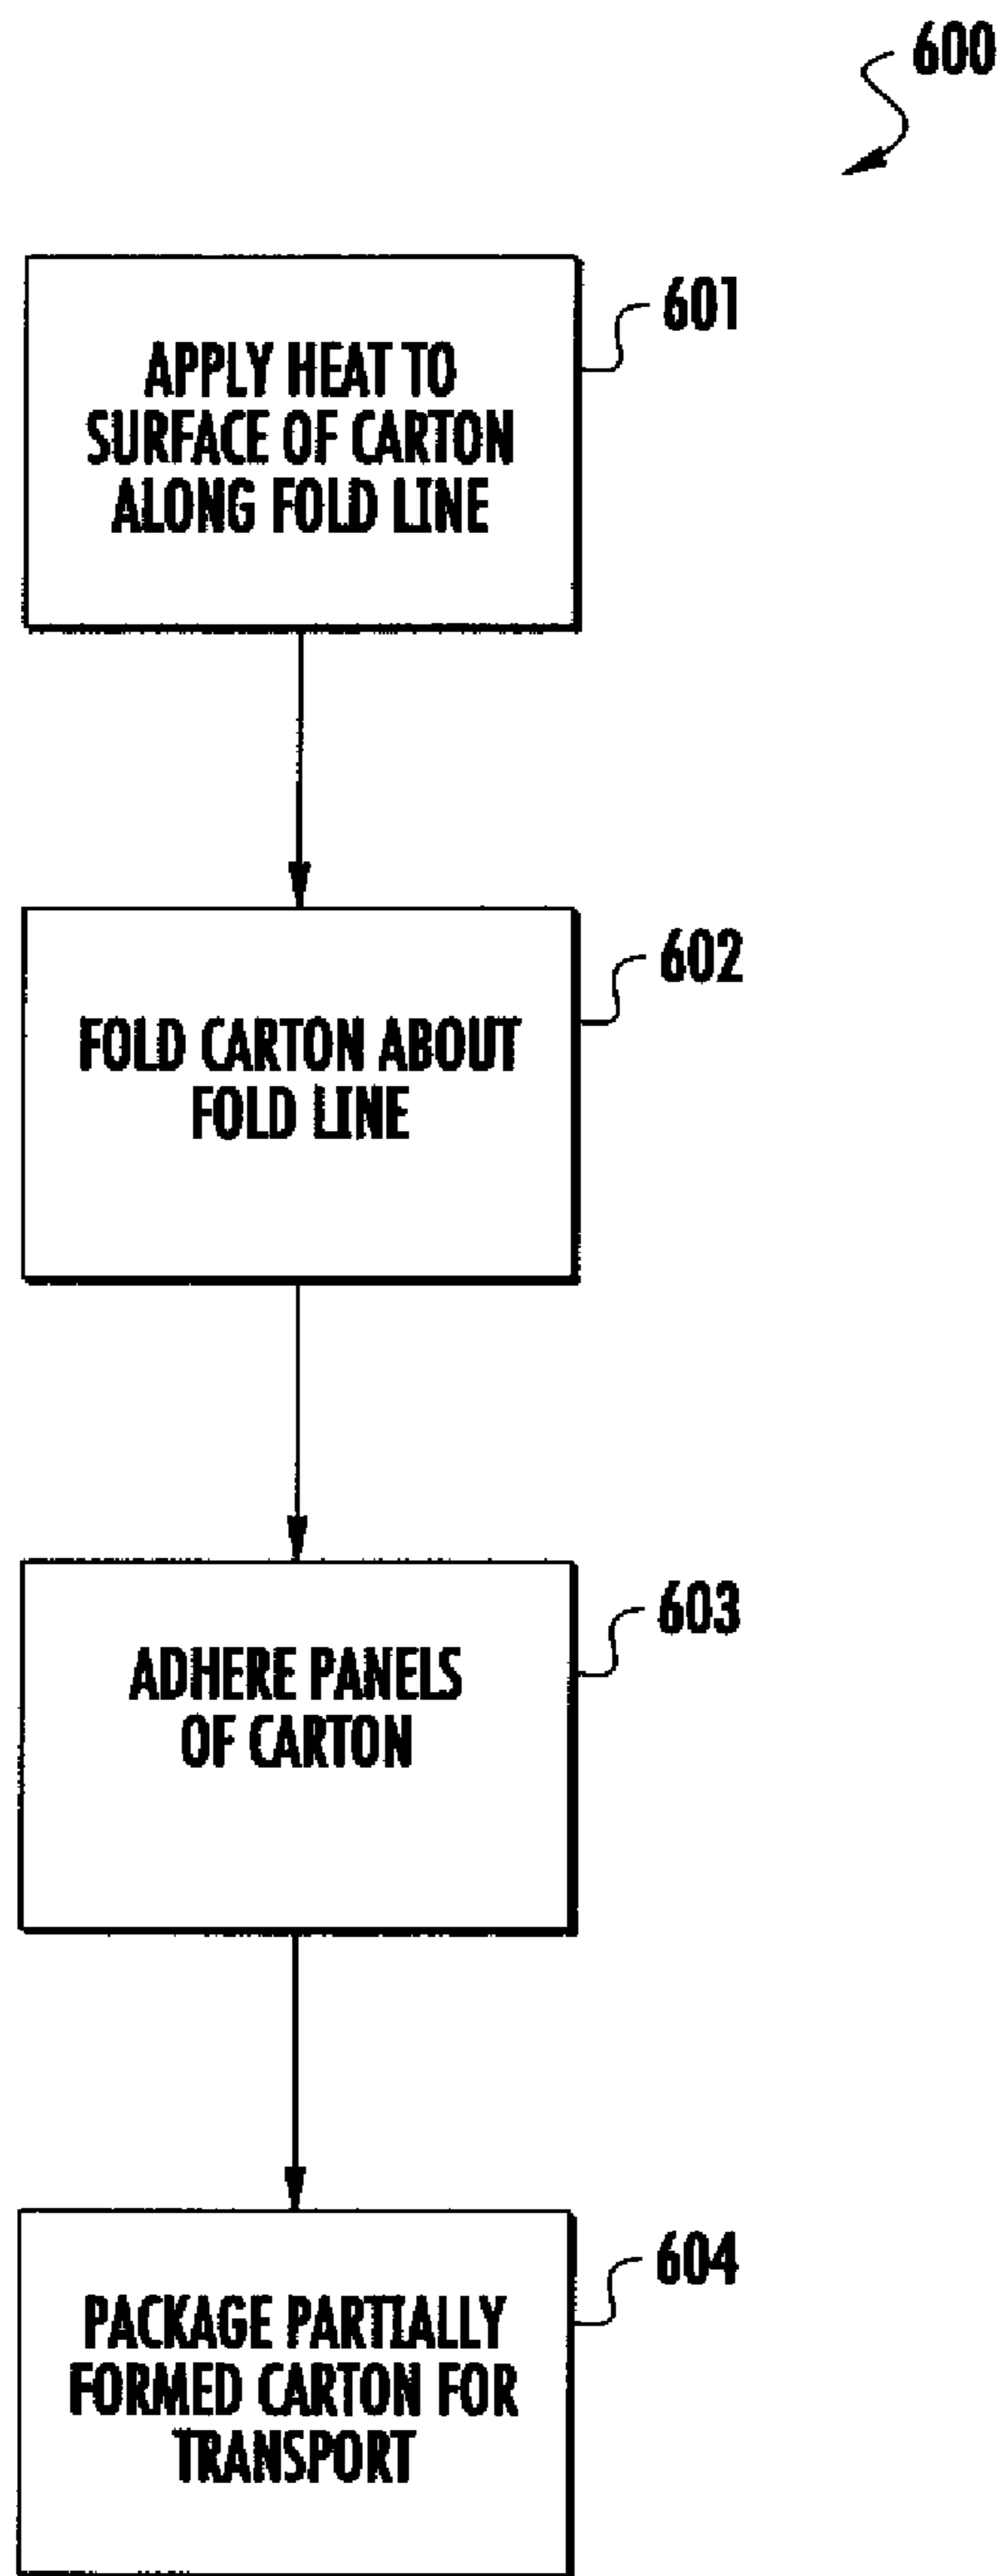 600
601
APPLY HEAT TO
SURFACE OF CARTON
ALONG FOLD LINE
602
FOLD CARTON ABOUT
FOLD LINE
603
ADHERE PANELS
OF CARTON
604
PACKAGE PARTIALLY
FORMED CARTON FOR
TRANSPORT